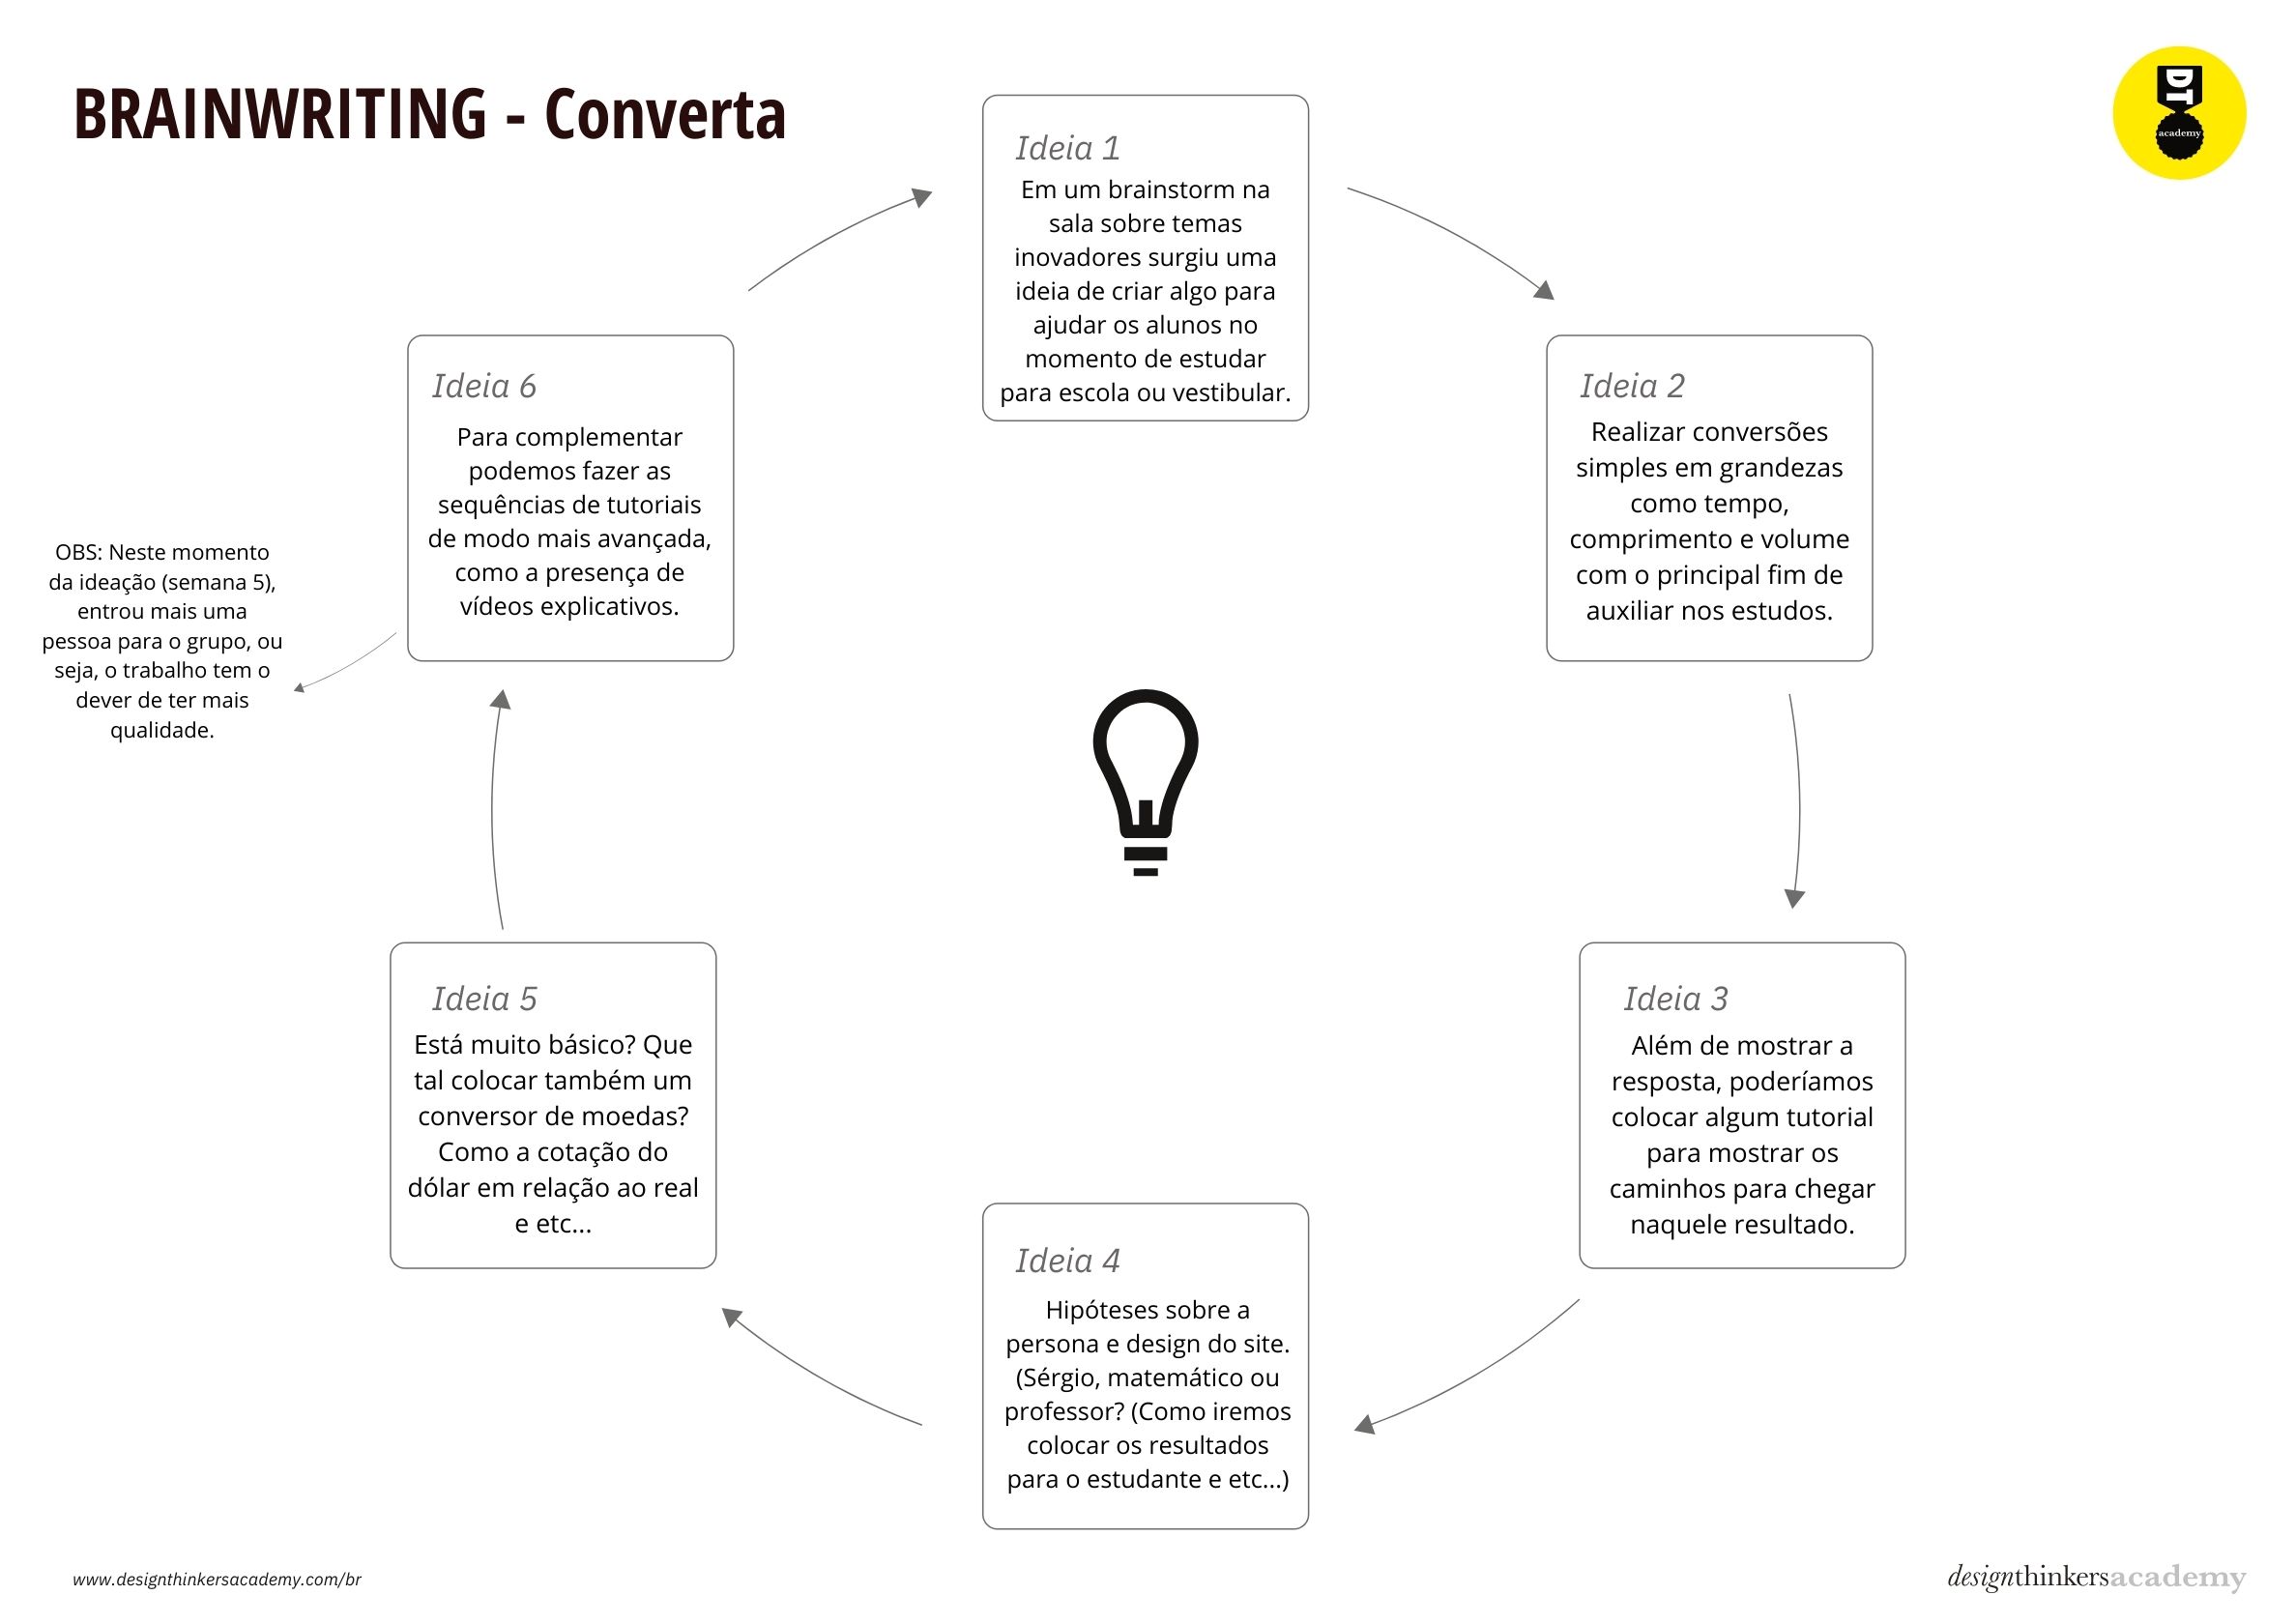 BRAINWRITING - Converta
DT
academy
Ideia 1
Em um brainstorm na
sala sobre temas
inovadores surgiu uma
ideia de criar algo para
ajudar os alunos no
momento de estudar
para escola ou vestibular.
Ideia 2
Realizar conversões
simples em grandezas
como tempo,
comprimento e volume
com o principal fim de
auxiliar nos estudos.
Ideia 3
Além de mostrar a
resposta, poderíamos
colocar algum tutorial
para mostrar os
caminhos para chegar
naquele resultado.
Ideia 4
Hipóteses sobre a
persona e design do site.
(Sérgio, matemático ou
professor? (Como iremos
colocar os resultados
para o estudante e etc...)
Ideia 5
Está muito básico? Que
tal colocar também um
conversor de moedas?
Como a cotação do
dólar em relação ao real
e etc...
Ideia 6
Para complementar
podemos fazer as
sequências de tutoriais
de modo mais avançada,
como a presença de
vídeos explicativos.
OBS: Neste momento
da ideação (semana 5),
entrou mais uma
pessoa para o grupo, ou
seja, o trabalho tem o
dever de ter mais
qualidade.
www.designthinkersacademy.com/br
designthinkersacademy